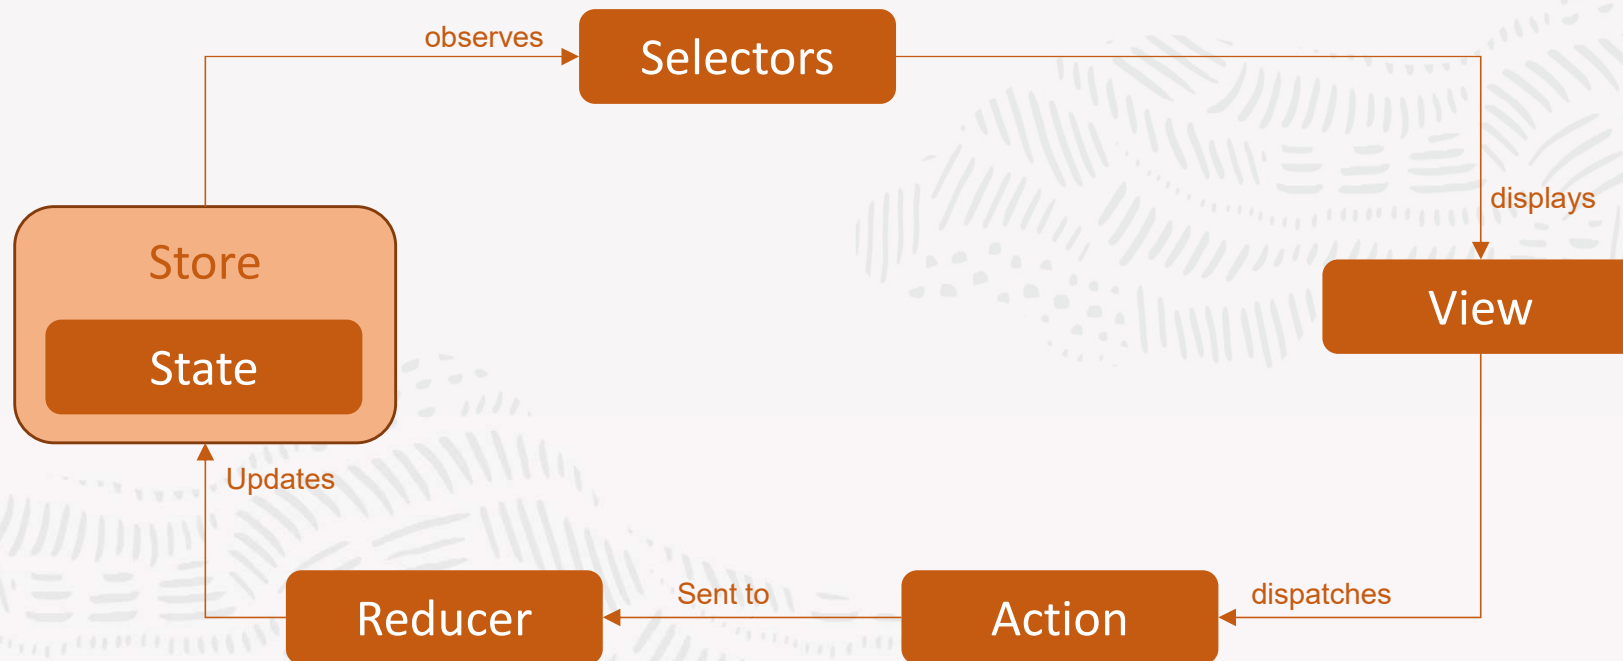 observes
Selectors
displays
Store
View
State
Updates
Sent to
dispatches
Reducer
Action